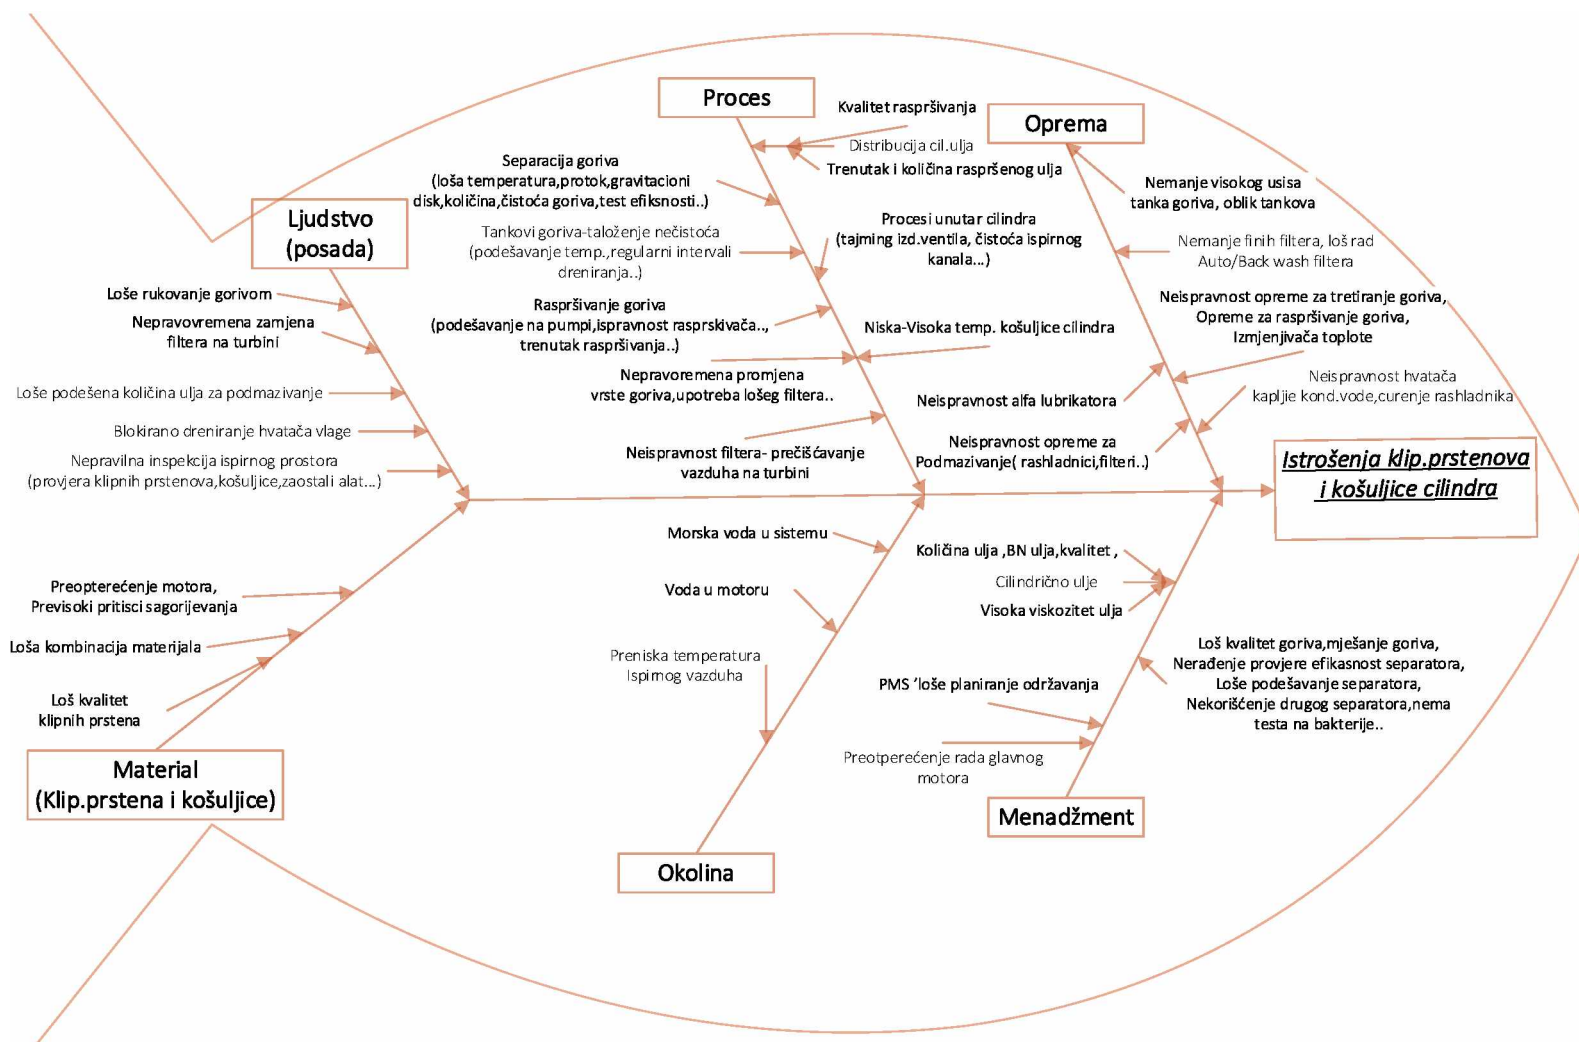 Proces
Kvalitet raspršivanja
Distribucija cil.ulja
Trenutak i količina raspršenog ulja
Oprema
Separacija goriva
(loša temperatura,protok,gravitacioni
disk,količina,čistoća goriva,test efiksnosti..)
Nemanje visokog usisa
tanka goriva, oblik tankova
Ljudstvo
(posada)
Tankovi goriva-taloženje nečistoća
(podešavanje temp.,regularni intervali
dreniranja..)
Procesi unutar cilindra
(tajming izd.ventila, čistoća ispirnog
kanala...)
Nemanje finih filtera, loš rad
Auto/Back wash filtera
Loše rukovanje gorivom
Nepravovremena zamjena
filtera na turbini
Raspršivanje goriva
(podešavanje na pumpi,ispravnost rasprskivača..,
trenutak raspršivanja..)
Niska-Visoka temp. košuljice cilindra
Neispravnost opreme za tretiranje goriva,
Opreme za raspršivanje goriva,
Izmjenjivača toplote
Loše podešena količina ulja za podmazivanje
Nepravoremena promjena
vrste goriva,upotreba lošeg filtera..
Neispravnost alfa lubrikatora
Neispravnost hvatača
kapljie kond.vode,curenje rashladnika
Blokirano dreniranje hvatača vlage
Neispravnost filtera- prečišćavanje
vazduha na turbini
Neispravnost opreme za
Podmazivanje( rashladnici,filteri..)
Nepravilna inspekcija ispirnog prostora
(provjera klipnih prstenova,košuljice,zaostali alat...)
Istrošenja klip.prstenova
i košuljice cilindra
Morska voda u sistemu
Količina ulja ,BN ulja,kvalitet ,
Cilindrično ulje
Visoka viskozitet ulja
Preopterećenje motora,
Previsoki pritisci sagorijevanja
Voda u motoru
Loša kombinacija materijala
Preniska temperatura
Ispirnog vazduha
Loš kvalitet goriva,mješanje goriva,
Nerađenje provjere efikasnost separatora,
Loše podešavanje separatora,
Nekorišćenje drugog separatora,nema
testa na bakterije..
Loš kvalitet
klipnih prstena
PMS ’loše planiranje održavanja
Preotperećenje rada glavnog
motora
Material
(Klip.prstena i košuljice)
Menadžment
Okolina